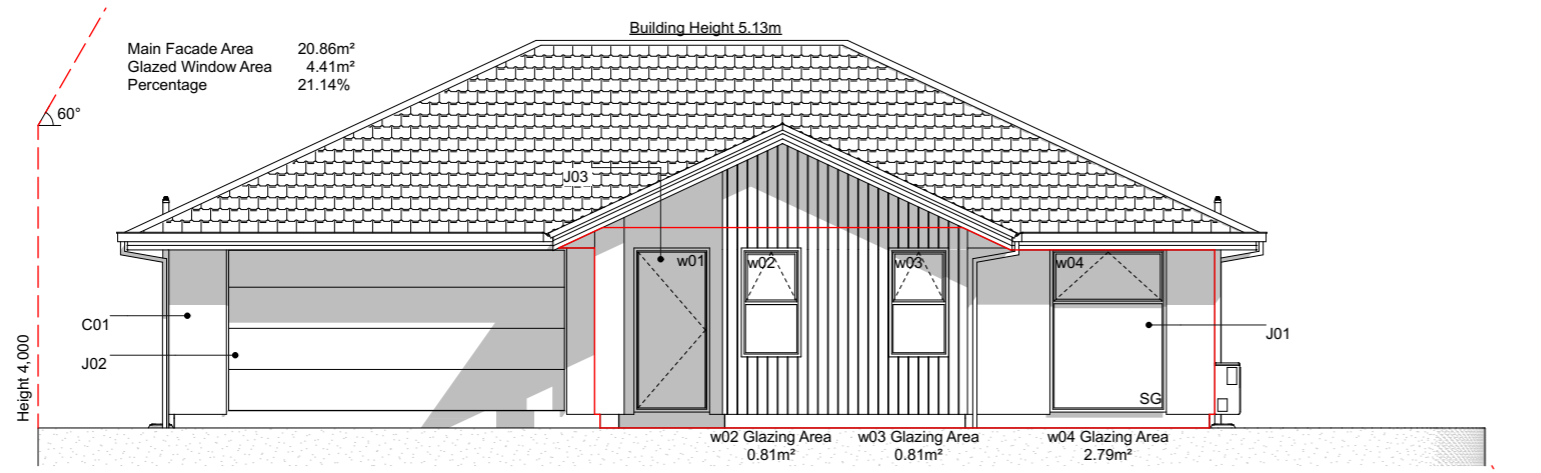 Building Height 5.13m
Main Facade Area 20.86m²
Glazed Window Area 4.41m²
Percentage 21.14%
60°
J03
w01
w02
w03
w04
C01
J02
J01
Height 4,000
SG
w02 Glazing Area
0.81m²
w03 Glazing Area
0.81m²
w04 Glazing Area
2.79m²